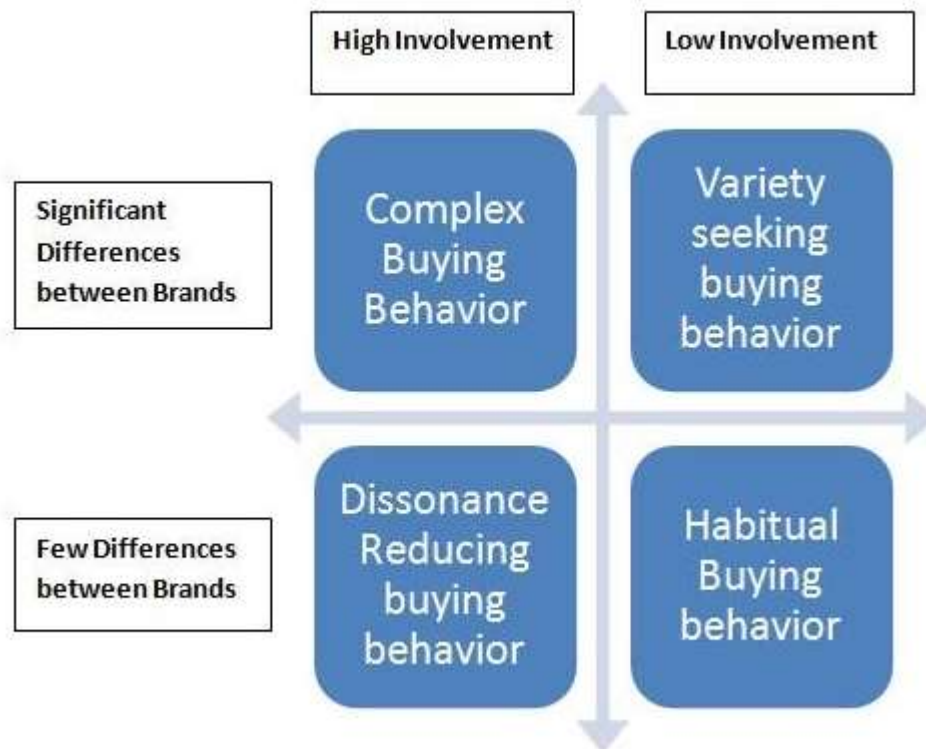 High Involvement
Low Involvement
Significant
Differences
between Brands
Complex
Buying
Behavior
Variety
seeking
buying
behavior
Few Differences
between Brands
Dissonance
Reducing
buying
behavior
Habitual
Buying
behavior